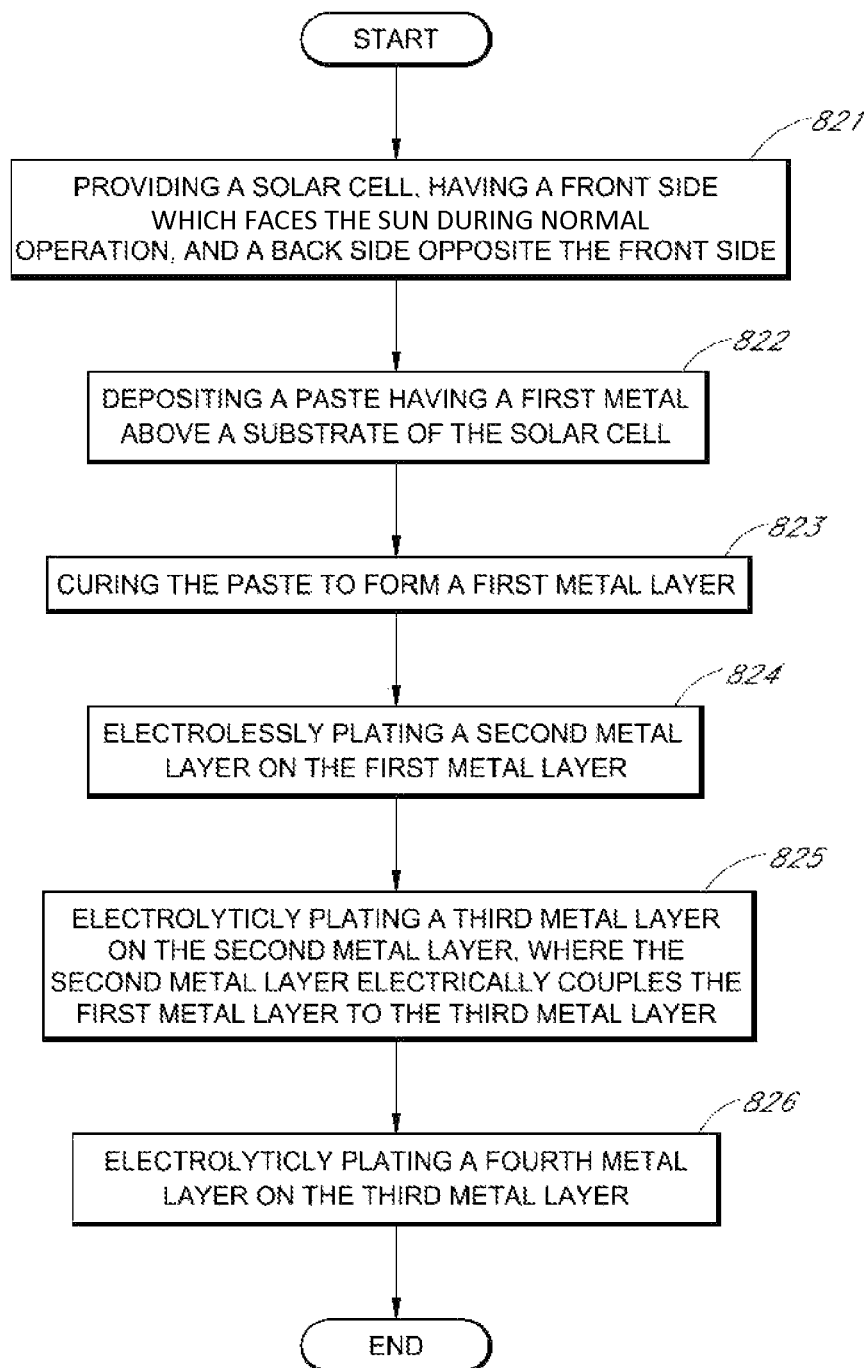 START
821
PROVIDING A SOLAR CELL, HAVING A FRONT SIDE
WHICH FACES THE SUN DURING NORMAL
OPERATION, AND A BACK SIDE OPPOSITE THE FRONT SIDE
822
DEPOSITING A PASTE HAVING A FIRST METAL
ABOVE A SUBSTRATE OF THE SOLAR CELL
823
CURING THE PASTE TO FORM A FIRST METAL LAYER
824
ELECTROLESSLY PLATING A SECOND METAL
LAYER ON THE FIRST METAL LAYER
825
ELECTROLYTICLY PLATING A THIRD METAL LAYER
ON THE SECOND METAL LAYER, WHERE THE
SECOND METAL LAYER ELECTRICALLY COUPLES THE
FIRST METAL LAYER TO THE THIRD METAL LAYER
826
ELECTROLYTICLY PLATING A FOURTH METAL
LAYER ON THE THIRD METAL LAYER
END